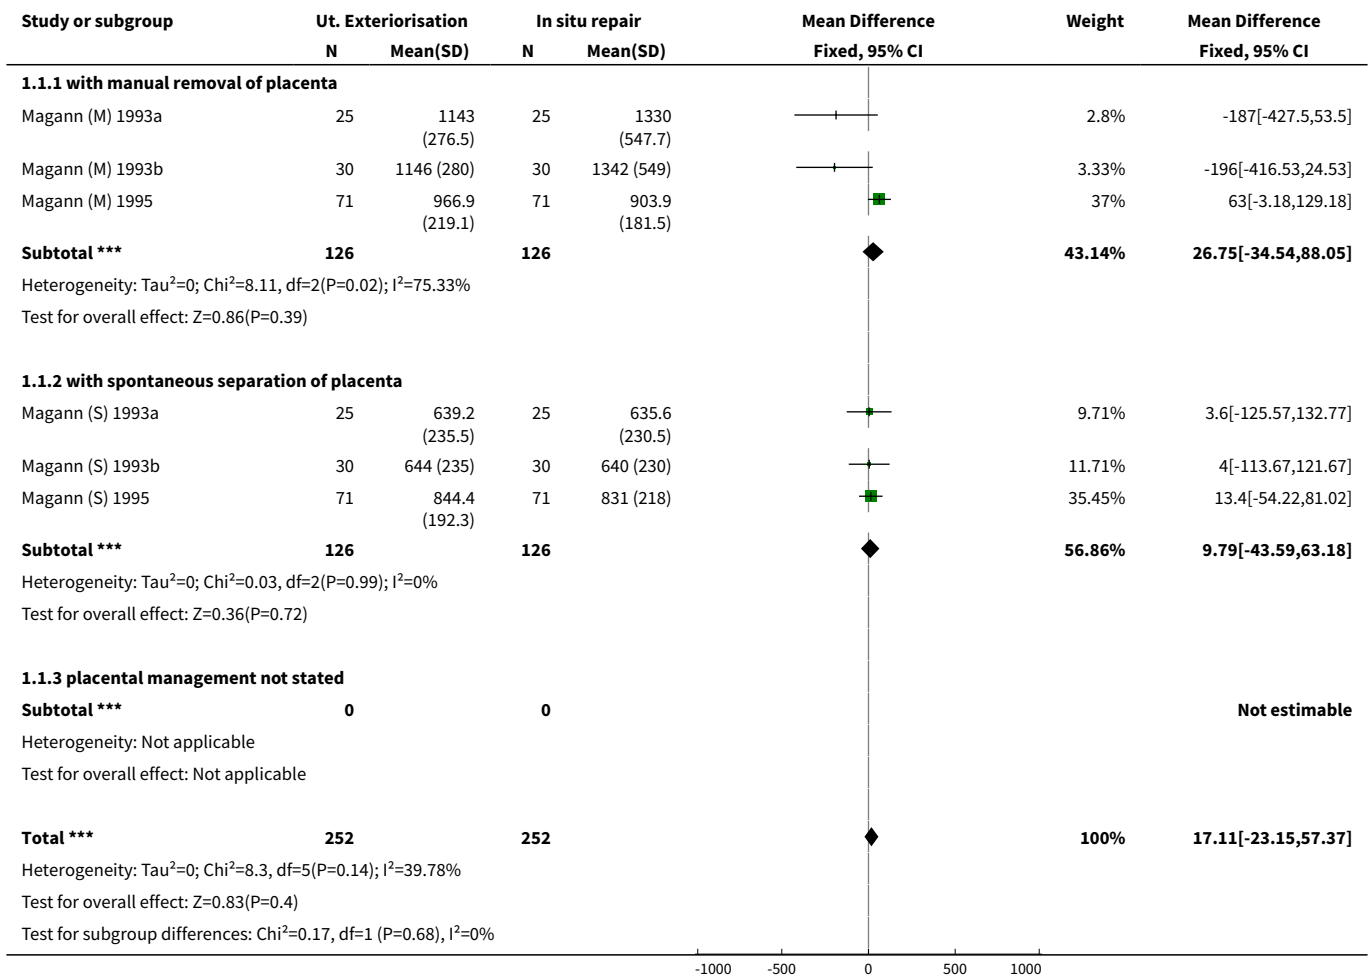 Study or subgroup Ut. Exteriorisation In situ repair Mean Difference Weight Mean Difference
N Mean(SD) N Mean(SD) Fixed, 95% CI Fixed, 95% CI
1.1.1 with manual removal of placenta
Magann (M) 1993a 25 1143 25 1330 2.8% -187[-427.5,53.5]
(276.5) (547.7)
Magann (M) 1993b 30 1146 (280) 30 1342 (549) 3.33% -196[-416.53,24.53]
Magann (M) 1995 71 966.9 71 903.9 37% 63[-3.18,129.18]
(219.1) (181.5)
Subtotal *** 126 126 43.14% 26.75[-34.54,88.05]
Heterogeneity: Tau²=0; Chi²=8.11, df=2(P=0.02); I²=75.33%
Test for overall effect: Z=0.86(P=0.39)
1.1.2 with spontaneous separation of placenta
Magann (S) 1993a 25 639.2 25 635.6 9.71% 3.6[-125.57,132.77]
(235.5) (230.5)
Magann (S) 1993b 30 644 (235) 30 640 (230) 11.71% 4[-113.67,121.67]
Magann (S) 1995 71 844.4 71 831 (218) 35.45% 13.4[-54.22,81.02]
(192.3)
Subtotal *** 126 126 56.86% 9.79[-43.59,63.18]
Heterogeneity: Tau²=0; Chi²=0.03, df=2(P=0.99); I²=0%
Test for overall effect: Z=0.36(P=0.72)
1.1.3 placental management not stated
Subtotal *** 0 0 Not estimable
Heterogeneity: Not applicable
Test for overall effect: Not applicable
Total *** 252 252 100% 17.11[-23.15,57.37]
Heterogeneity: Tau²=0; Chi²=8.3, df=5(P=0.14); I²=39.78%
Test for overall effect: Z=0.83(P=0.4)
Test for subgroup differences: Chi²=0.17, df=1 (P=0.68), I²=0%
-1000 -500 0 500 1000